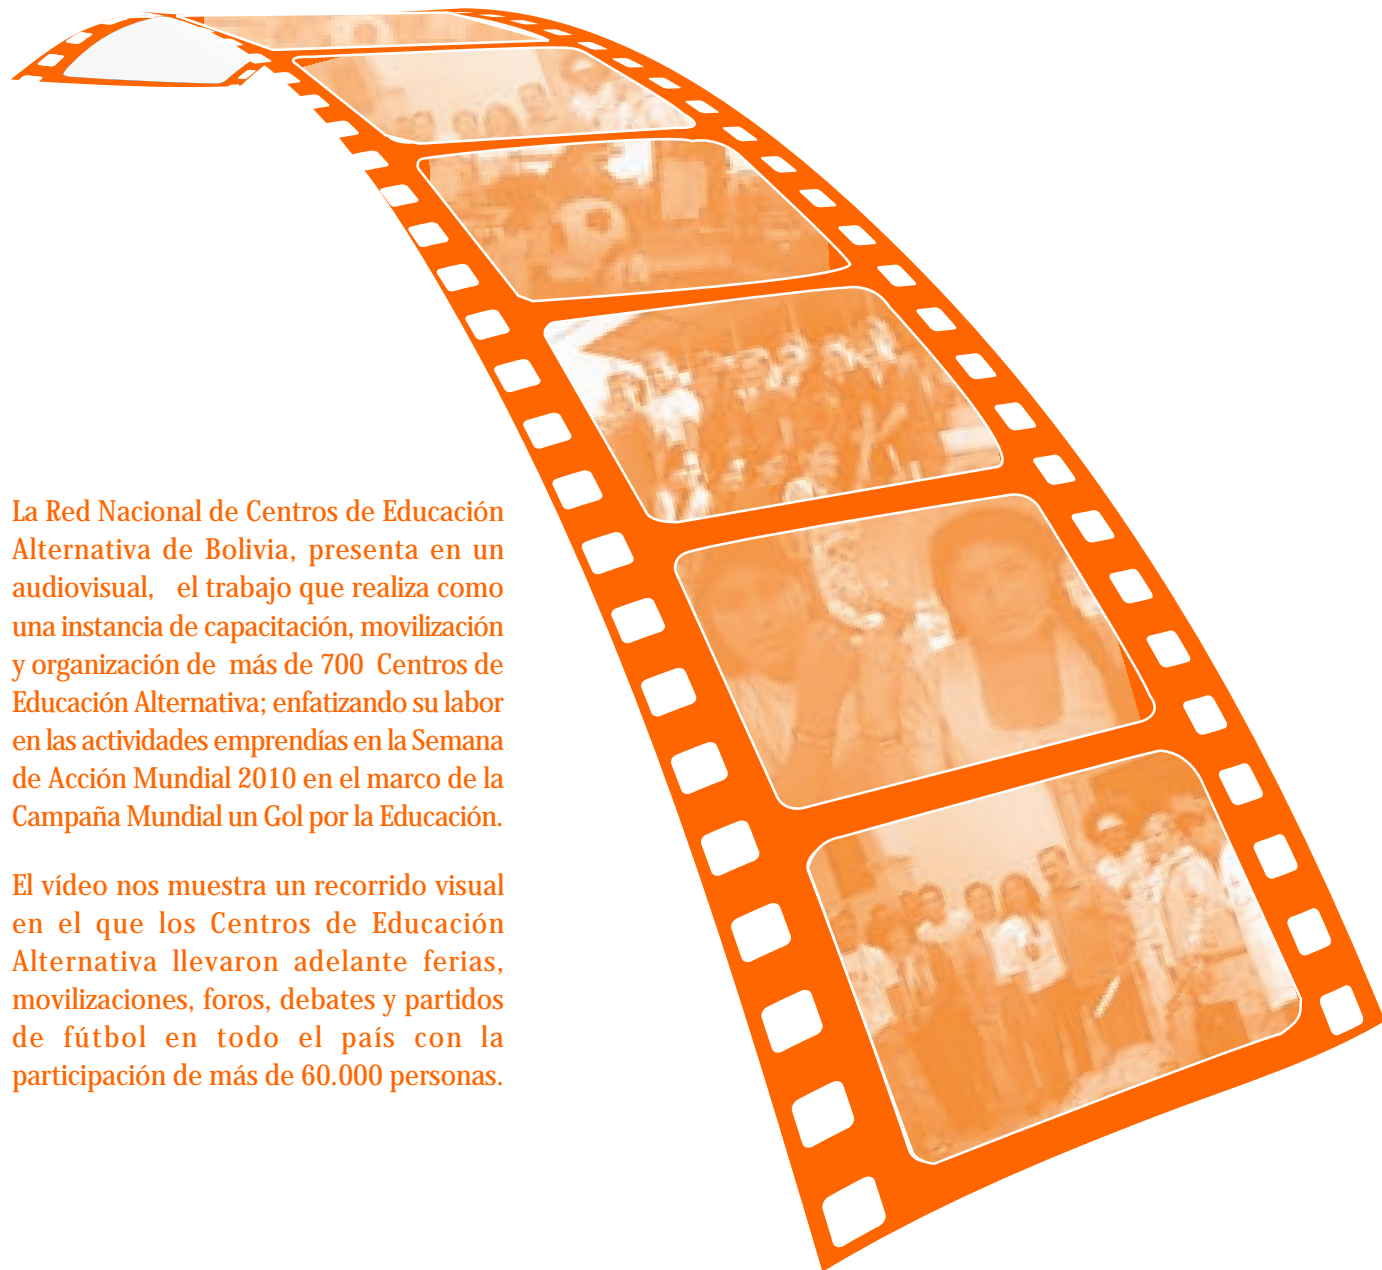 La Red Nacional de Centros de Educación
Alternativa de Bolivia, presenta en un
audiovisual, el trabajo que realiza como
una instancia de capacitación, movilización
y organización de más de 700 Centros de
Educación Alternativa; enfatizando su labor
en las actividades emprendías en la Semana
de Acción Mundial 2010 en el marco de la
Campaña Mundial un Gol por la Educación.
El vídeo nos muestra un recorrido visual
en el que los Centros de Educación
Alternativa llevaron adelante ferias,
movilizaciones, foros, debates y partidos
de fútbol en todo el país con la
participación de más de 60.000 personas.